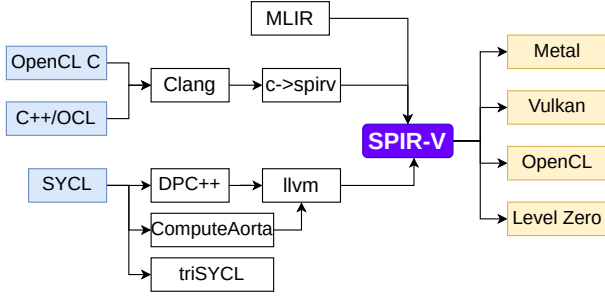 MLIR
OpenCL C
Clang
c->spirv
C++/OCL
SPIR-V
SYCL
DPC++
llvm
ComputeAorta
triSYCL
Metal
Vulkan
OpenCL
Level Zero